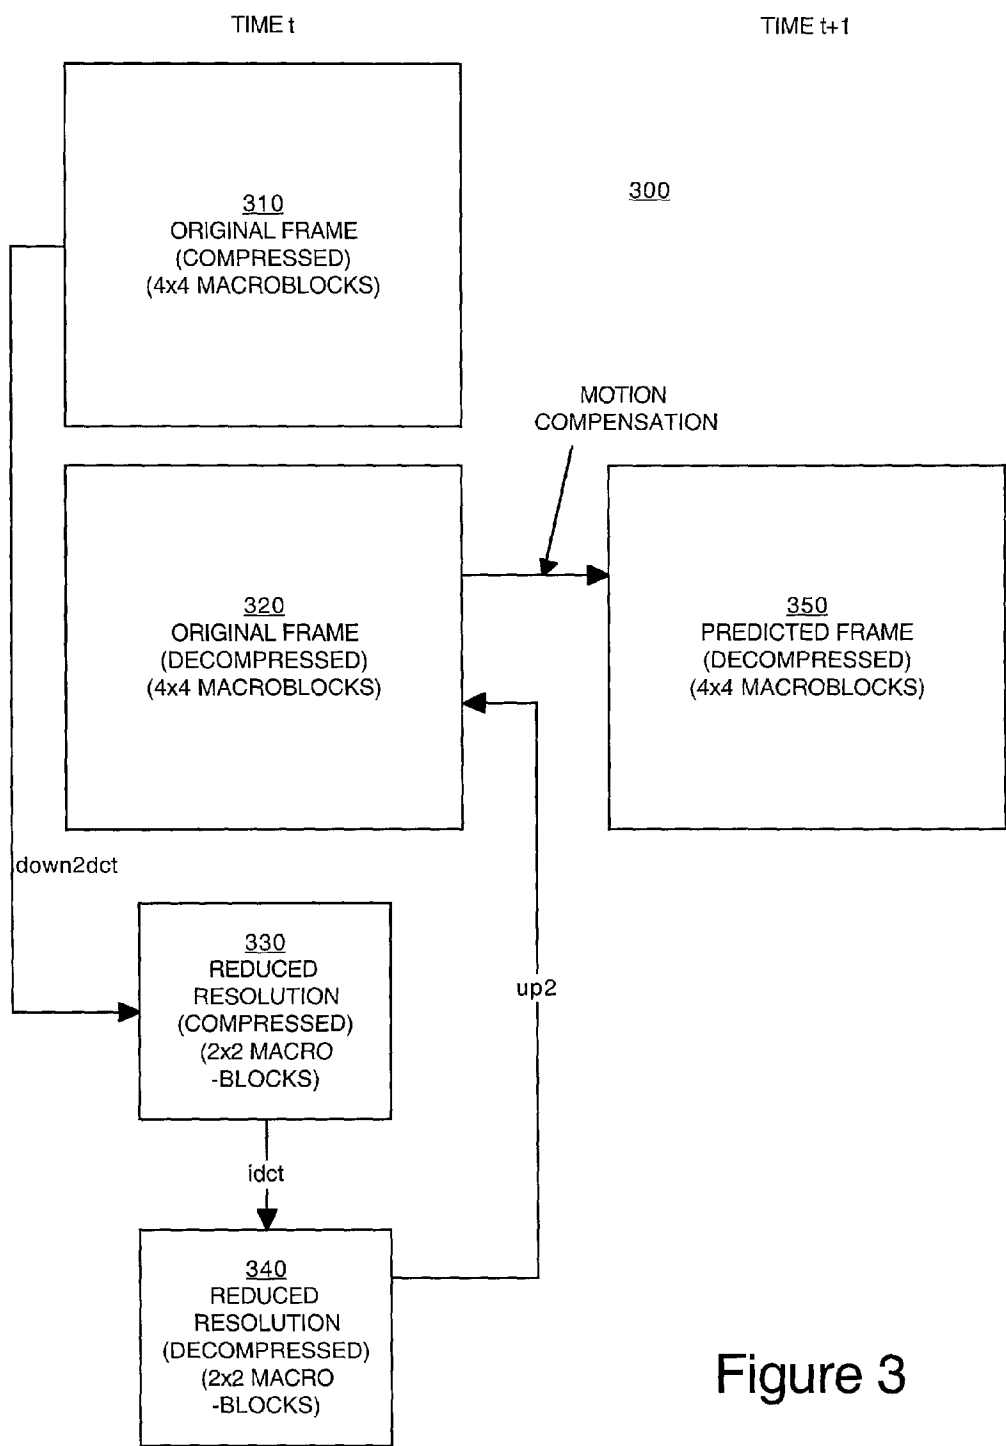 TIME t
TIME t+1
300
310
ORIGINAL FRAME
(COMPRESSED)
(4x4 MACROBLOCKS)
MOTION
COMPENSATION
320
ORIGINAL FRAME
(DECOMPRESSED)
(4x4 MACROBLOCKS)
350
PREDICTED FRAME
(DECOMPRESSED)
(4x4 MACROBLOCKS)
down2dct
330
REDUCED
RESOLUTION
(COMPRESSED)
(2x2 MACRO
-BLOCKS)
up2
idct
340
REDUCED
RESOLUTION
(DECOMPRESSED)
(2x2 MACRO
-BLOCKS)
Figure 3